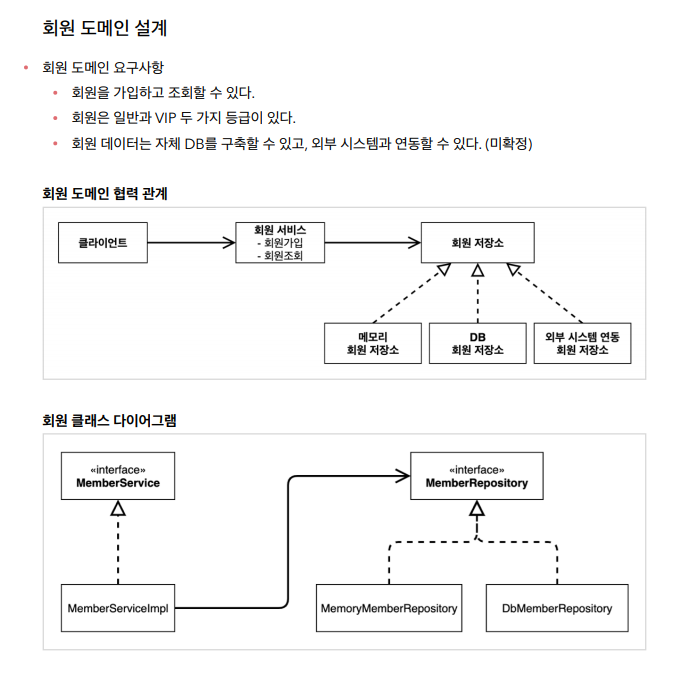 회원 도메인 설계
회원 도메인 요구사항
회원을 가입하고 조회할 수 있다.
회원은 일반과 VIP 두 가지 등급이 있다.
회원 데이터는 자체 DB를 구축할 수 있고, 외부 시스템과 연동할 수 있다. (미확정)
회원 도메인 협력 관계
클라이언트
회원 서비스
- 회원가입
- 회원조회
회원 저장소
메모리
회원 저장소
DB
회원 저장소
외부 시스템 연동
회원 저장소
회원 클래스 다이어그램
«interface»
MemberService
«interface»
MemberRepository
MemberServiceImpl
MemoryMemberRepository
DbMemberRepository